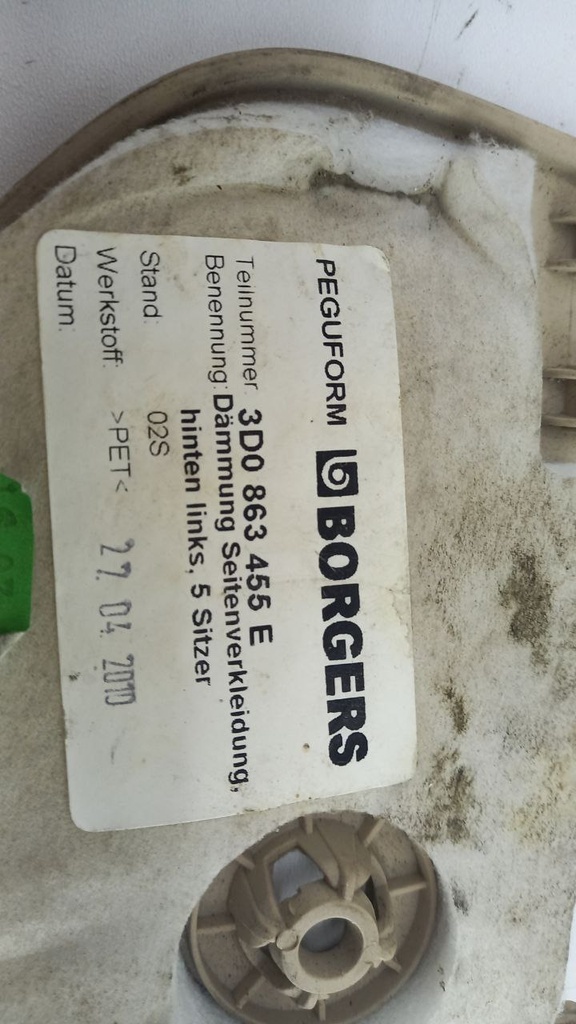 PEGUFORM BORGERS
Teilnummer: 3D0 863 455 E
Benennung: Dämmung Seitenverkleidung,
hinten links, 5 Sitzer
Stand: 02S
Werkstoff: >PET<
Datum: 27. 04. 2010